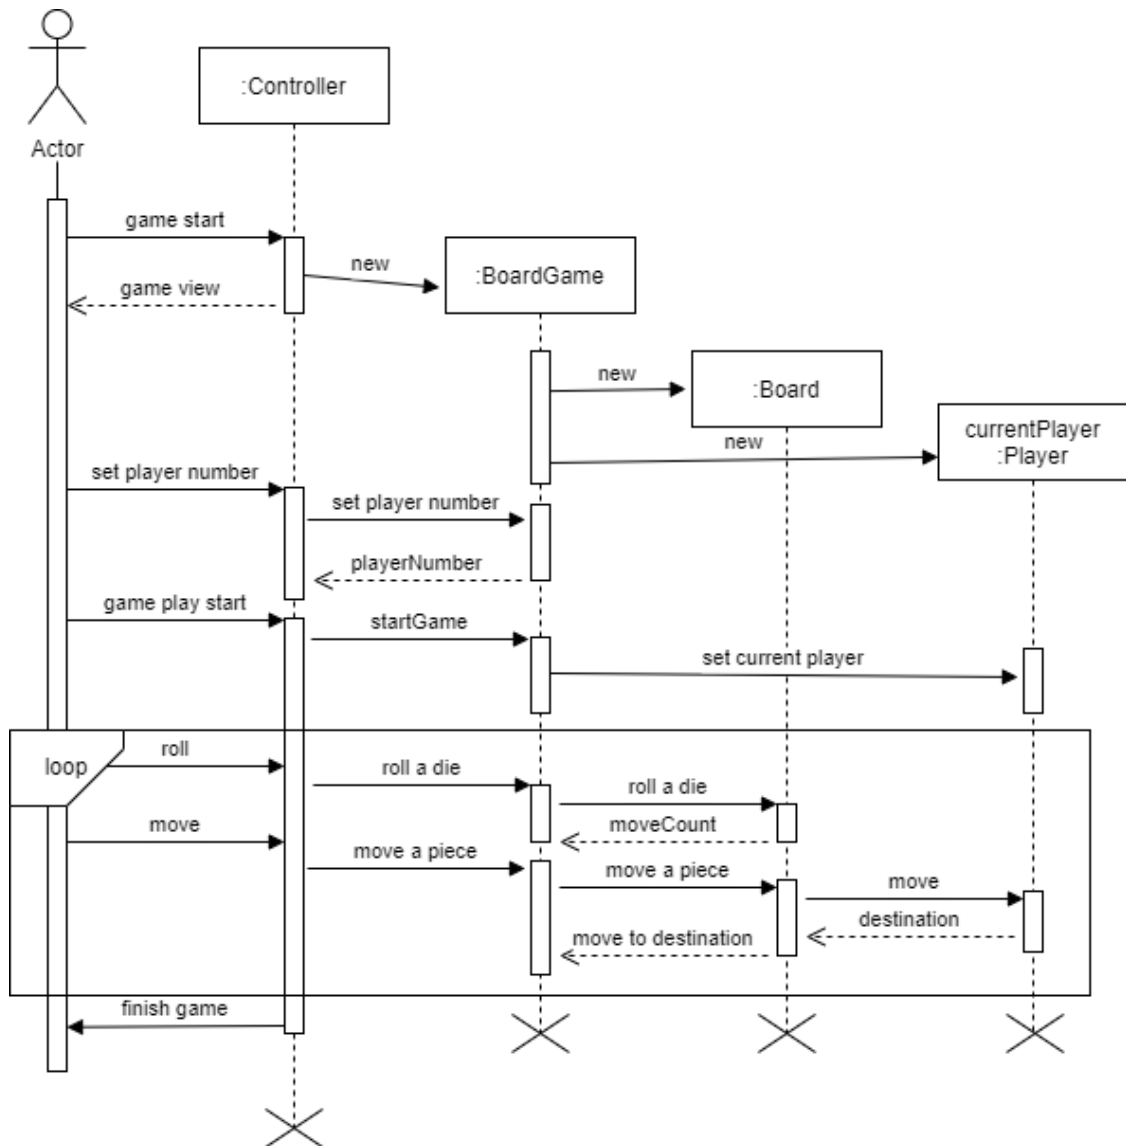 :Controller
Actor
game start
new
:BoardGame
game view
new
:Board
new
currentPlayer
:Player
set player number
set player number
playerNumber
game play start
startGame
set current player
loop
roll
roll a die
roll a die
move
moveCount
move a piece
move a piece
move
destination
move to destination
finish game